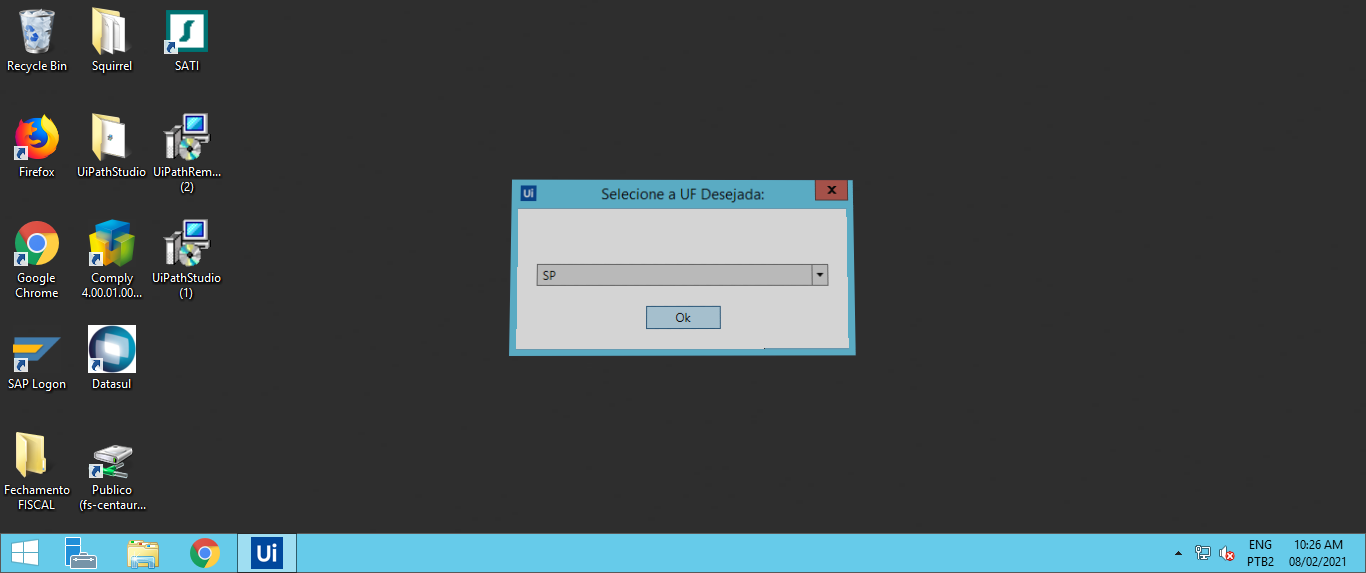 Recycle Bin
Squirrel
SATI
Firefox
UiPathStudio
UiPathRem...
(2)
Google
Chrome
Comply
4.00.01.00...
UiPathStudio
(1)
SAP Logon
Datasul
Fechamento
FISCAL
Publico
(fs-centaur...
Ui
Selecione a UF Desejada:
x
SP
Ok
Ui
ENG
PTB2
10:26 AM
08/02/2021